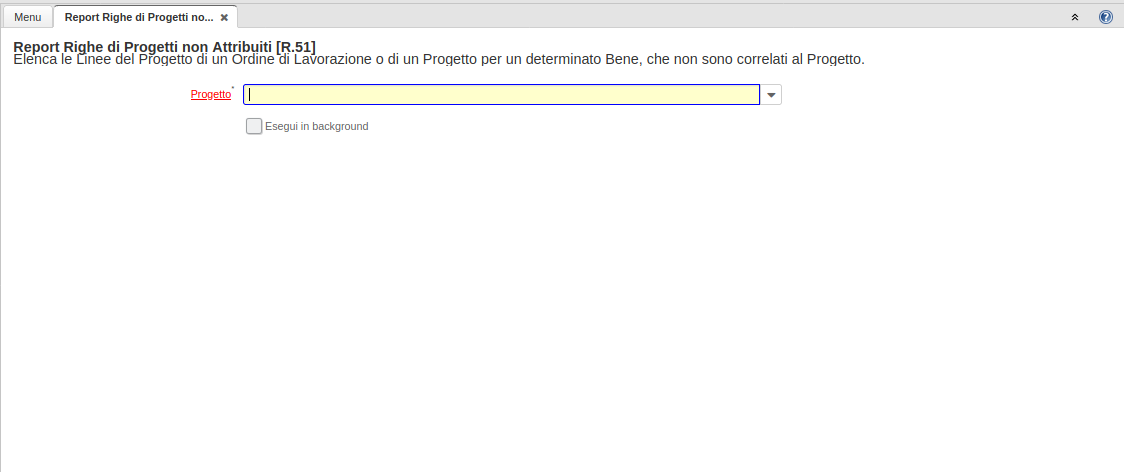 Menu
Report Righe di Progetti no...
Report Righe di Progetti non Attribuiti [R.51]
Elenca le Linee del Progetto di un Ordine di Lavorazione o di un Progetto per un determinato Bene, che non sono correlati al Progetto.
Progetto*
Esegui in background